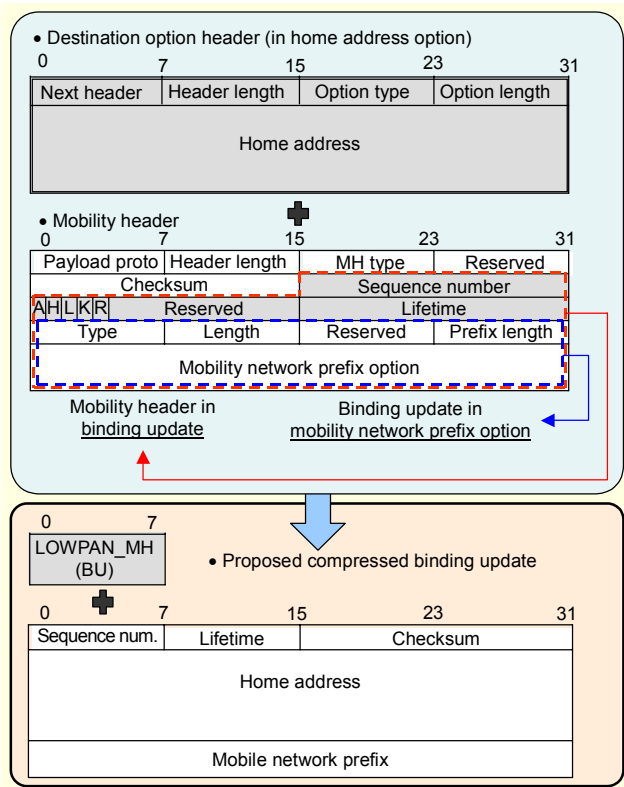 • Destination option header (in home address option)
0 7 15 23 31
Next header Header length Option type Option length
Home address
• Mobility header
0 7 15 23 31
Payload proto Header length MH type Reserved
Checksum Sequence number
A H L K R Reserved Lifetime
Type Length Reserved Prefix length
Mobility network prefix option
Mobility header in
binding update
Binding update in
mobility network prefix option
0 7
LOWPAN_MH
(BU)
• Proposed compressed binding update
0 7 15 23 31
Sequence num. Lifetime Checksum
Home address
Mobile network prefix